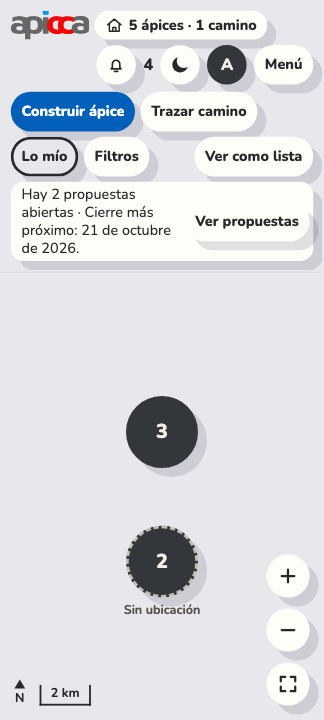 apicca
5 ápices · 1 camino
4
A
Menú
Construir ápice
Trazar camino
Lo mío
Filtros
Ver como lista
Hay 2 propuestas
abiertas · Cierre más
próximo: 21 de octubre
de 2026.
Ver propuestas
3
2
Sin ubicación
+
−
N
2 km